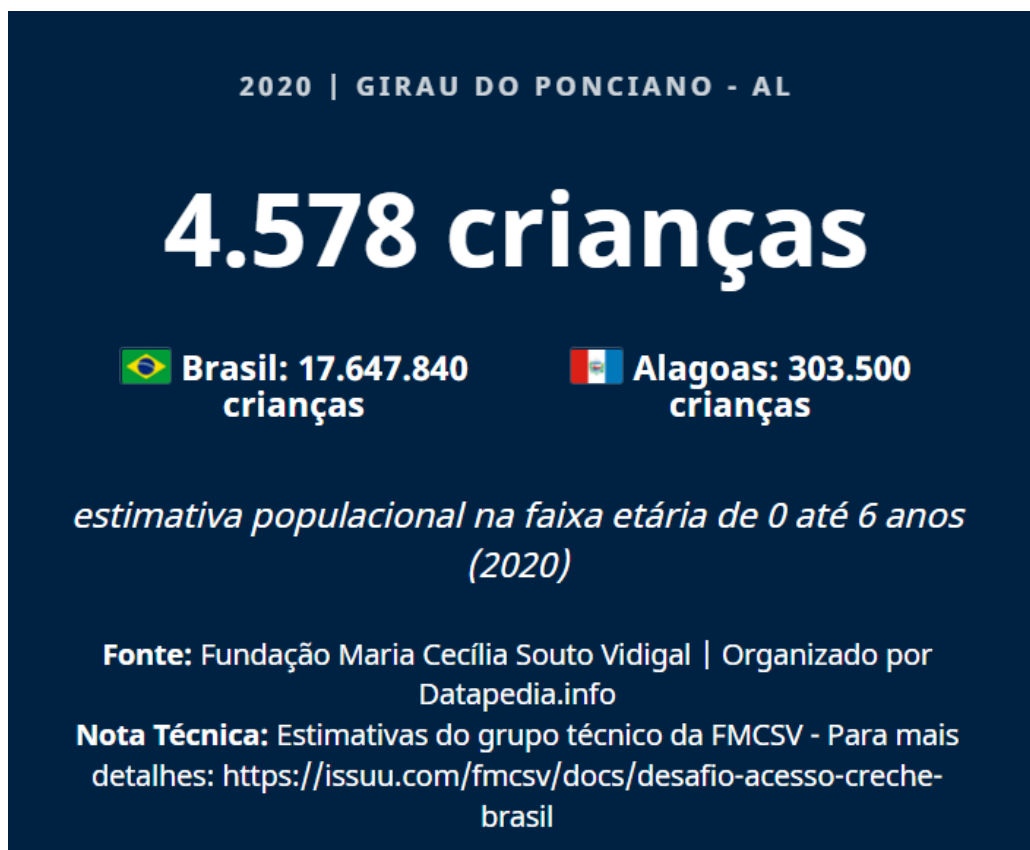 2020 | GIRAU DO PONCIANO - AL
4.578 crianças
Brasil: 17.647.840
crianças
Alagoas: 303.500
crianças
estimativa populacional na faixa etária de 0 até 6 anos
(2020)
Fonte: Fundação Maria Cecília Souto Vidigal | Organizado por
Datapedia.info
Nota Técnica: Estimativas do grupo técnico da FMCSV - Para mais
detalhes: https://issuu.com/fmcsv/docs/desafio-acesso-creche-
brasil